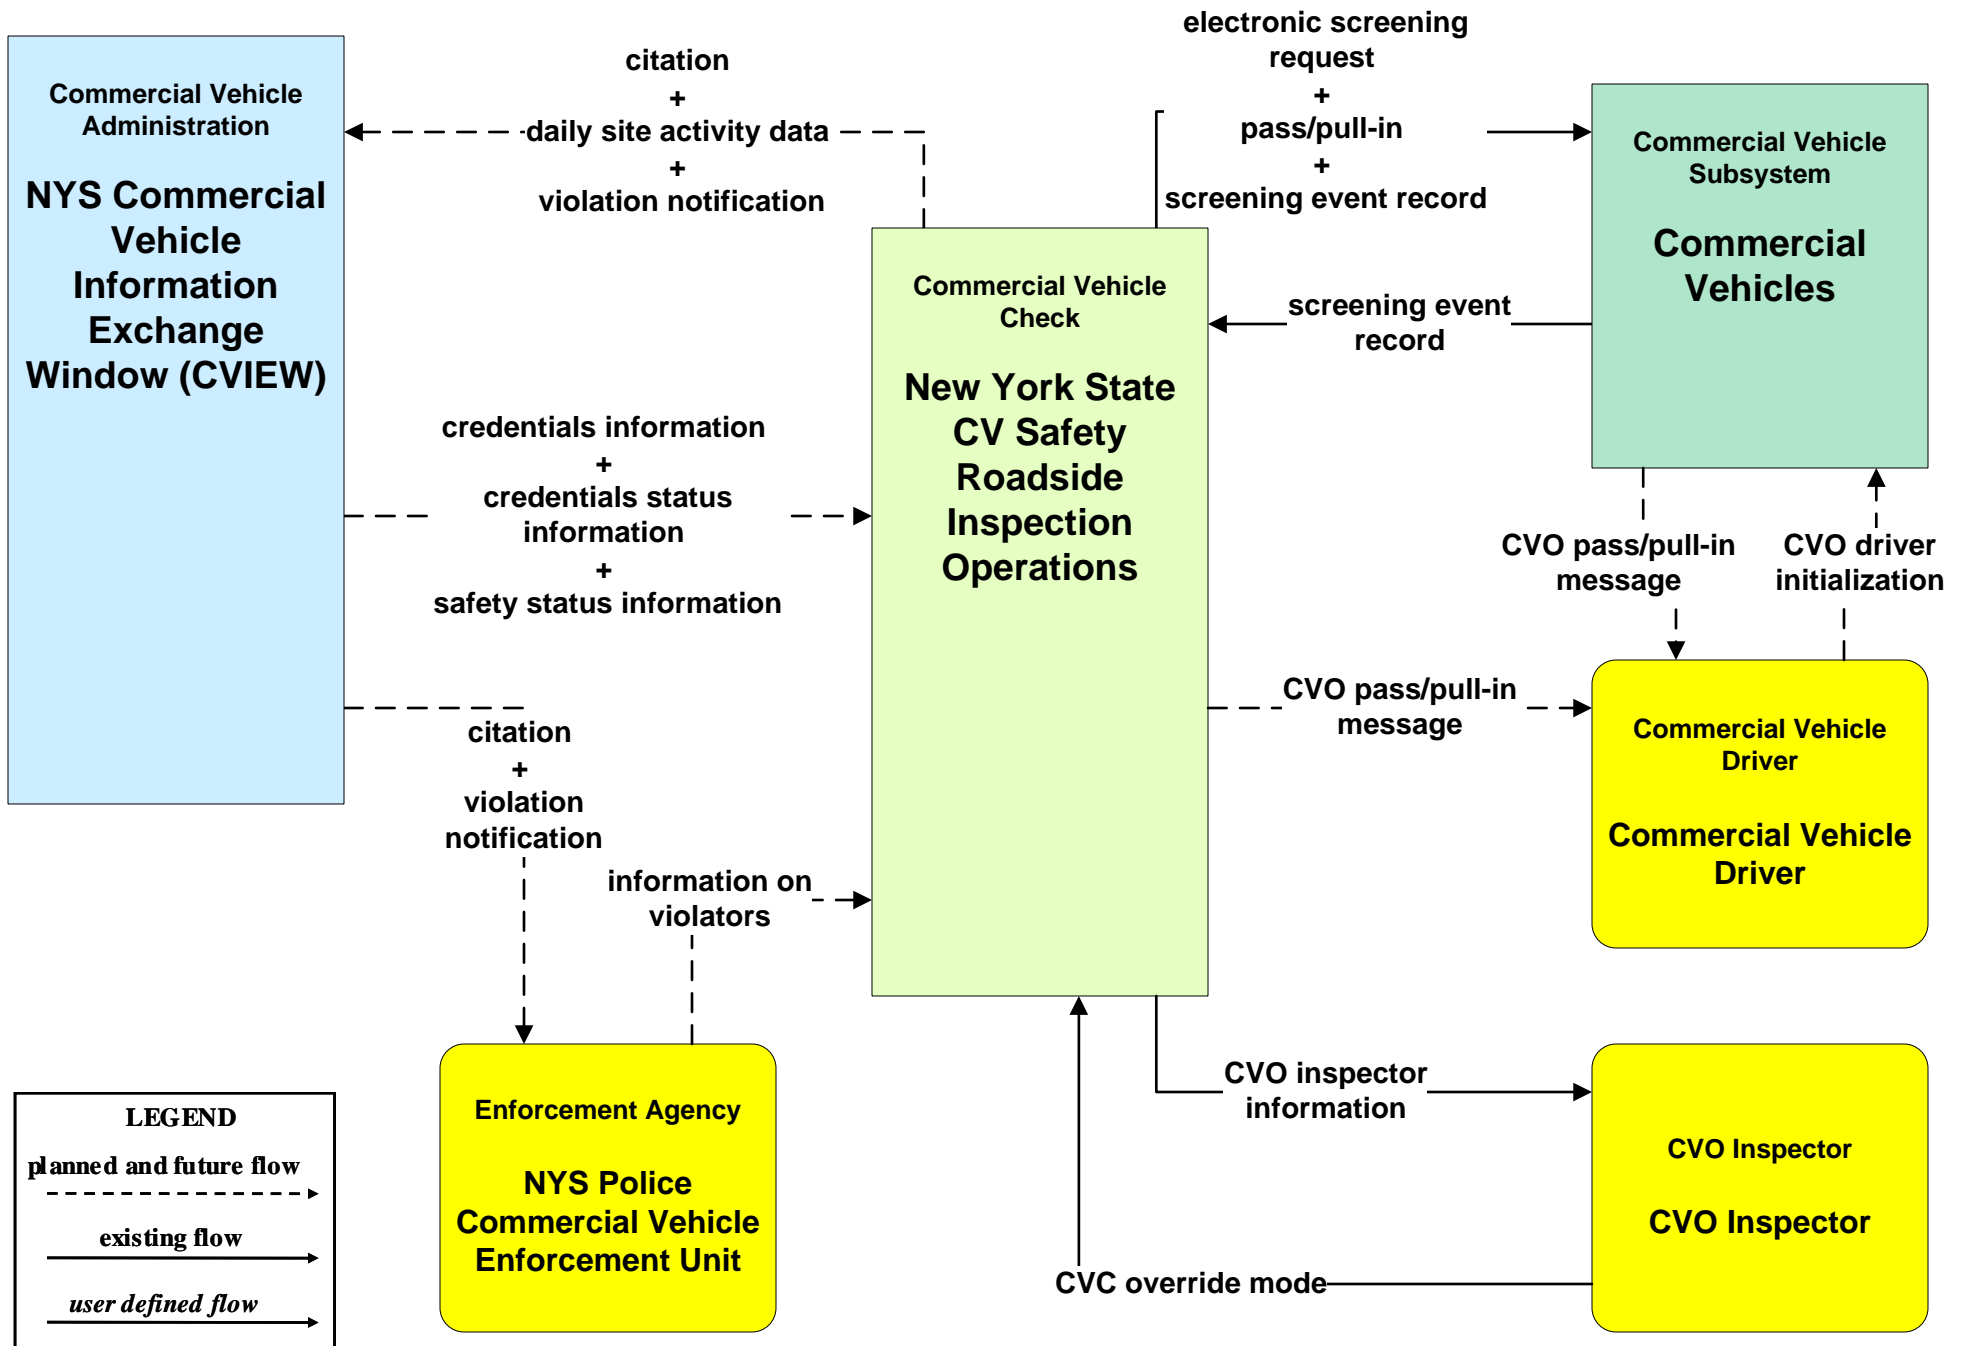 Commercial Vehicle
Administration
NYS Commercial
Vehicle
Information
Exchange
Window (CVIEW)
citation
+
daily site activity data
+
violation notification
electronic screening
request
+
pass/pull-in
+
screening event record
Commercial Vehicle
Subsystem
Commercial
Vehicles
Commercial Vehicle
Check
New York State
CV Safety
Roadside
Inspection
Operations
screening event
record
credentials information
+
credentials status
information
+
safety status information
CVO pass/pull-in
message
CVO driver
initialization
CVO pass/pull-in
message
Commercial Vehicle
Driver
Commercial Vehicle
Driver
citation
+
violation
notification
information on
violators
Enforcement Agency
NYS Police
Commercial Vehicle
Enforcement Unit
CVO inspector
information
CVO Inspector
CVO Inspector
CVC override mode
LEGEND
planned and future flow
existing flow
user defined flow